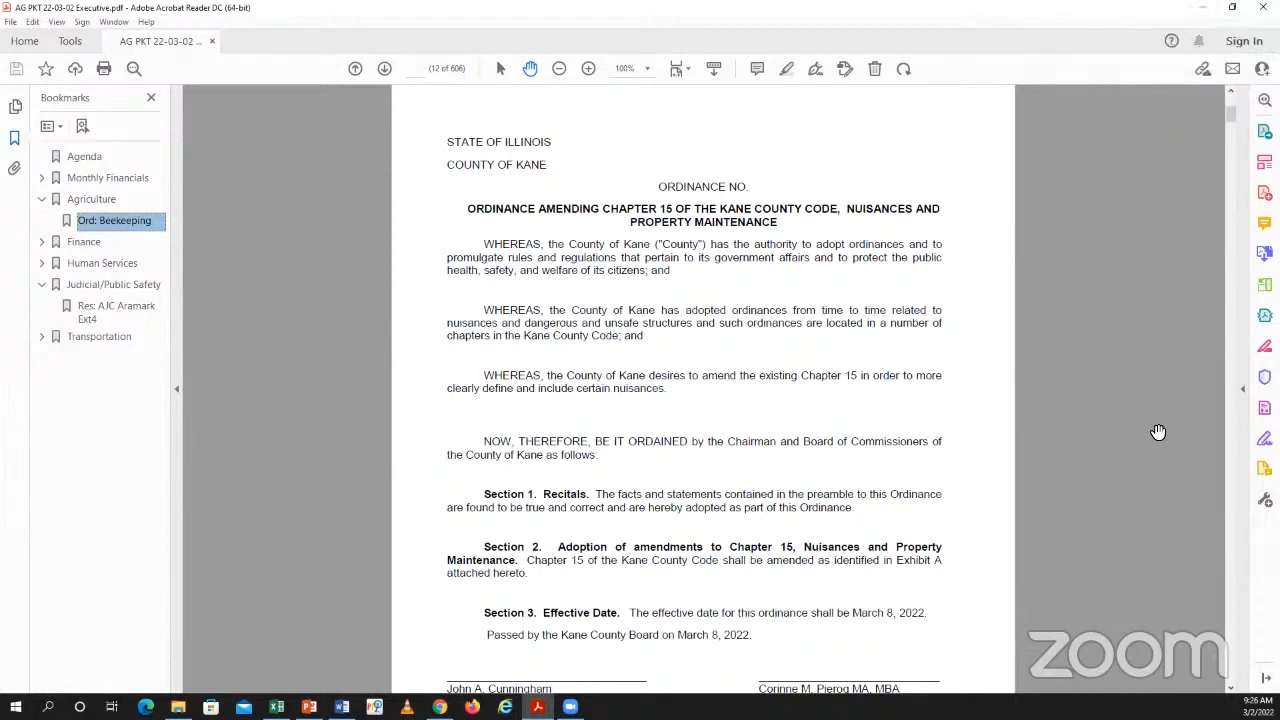 AG PKT 22-03-02 Executive.pdf - Adobe Acrobat Reader DC (64-bit)
File Edit View Sign Window Help
Home Tools AG PKT 22-03-02 ... × Sign In
(12 of 606) 100%
Bookmarks
Agenda
Monthly Financials
Agriculture
Ord: Beekeeping
Finance
Human Services
Judicial/Public Safety
Res: AJC Aramark
Ext4
Transportation
STATE OF ILLINOIS
COUNTY OF KANE
ORDINANCE NO.
ORDINANCE AMENDING CHAPTER 15 OF THE KANE COUNTY CODE, NUISANCES AND
PROPERTY MAINTENANCE
WHEREAS, the County of Kane ("County") has the authority to adopt ordinances and to
promulgate rules and regulations that pertain to its government affairs and to protect the public
health, safety, and welfare of its citizens; and
WHEREAS, the County of Kane has adopted ordinances from time to time related to
nuisances and dangerous and unsafe structures and such ordinances are located in a number of
chapters in the Kane County Code; and
WHEREAS, the County of Kane desires to amend the existing Chapter 15 in order to more
clearly define and include certain nuisances.
NOW, THEREFORE, BE IT ORDAINED by the Chairman and Board of Commissioners of
the County of Kane as follows:
Section 1. Recitals. The facts and statements contained in the preamble to this Ordinance
are found to be true and correct and are hereby adopted as part of this Ordinance.
Section 2. Adoption of amendments to Chapter 15, Nuisances and Property
Maintenance. Chapter 15 of the Kane County Code shall be amended as identified in Exhibit A
attached hereto.
Section 3. Effective Date. The effective date for this ordinance shall be March 8, 2022.
Passed by the Kane County Board on March 8, 2022.
John A. Cunningham Corinne M. Pierog MA, MBA
zoom
9:26 AM
3/2/2022